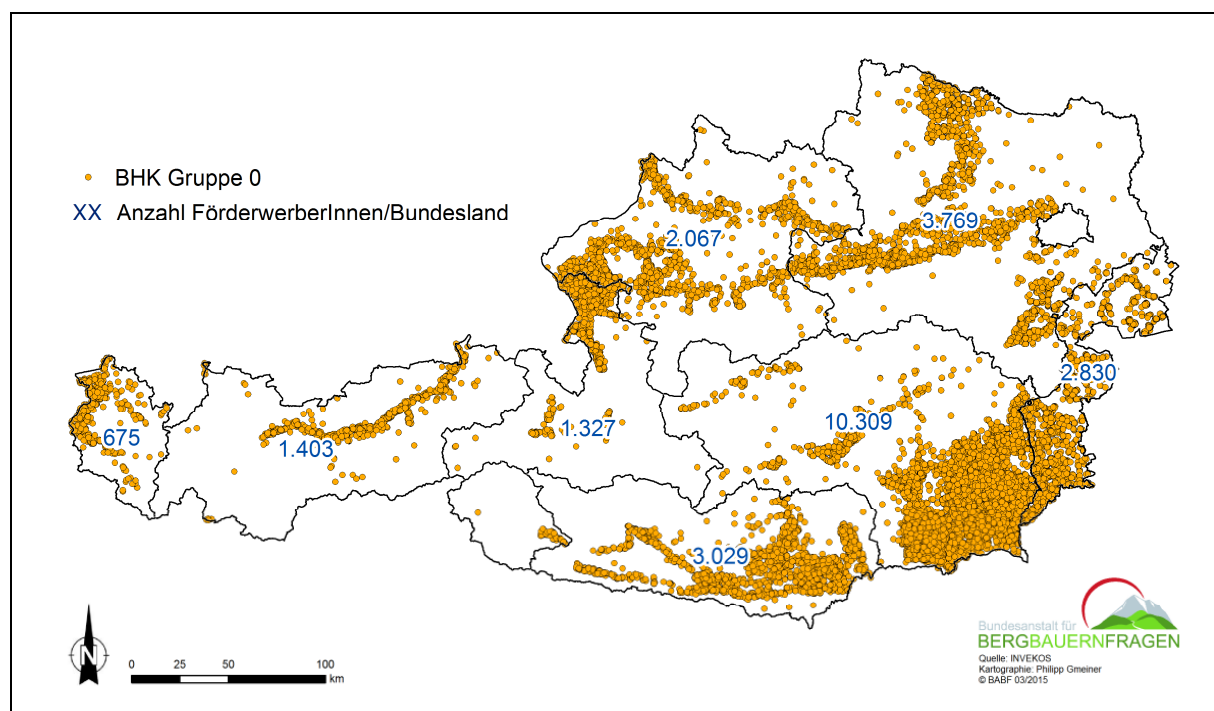 BHK Gruppe 0
XX Anzahl FörderwerberInnen/Bundesland
3.769
2.067
2.830
10.309
1.327
675
1.403
3.029
N
0 25 50 100
km
Bundesanstalt für
BERGBAUERNFRAGEN
Quelle: INVEKOS
Kartographie: Philipp Gmeiner
© BABF 03/2015